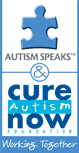 AUTISM SPEAKS™
&
cure
Autism
now
FOUNDATION
Working Together